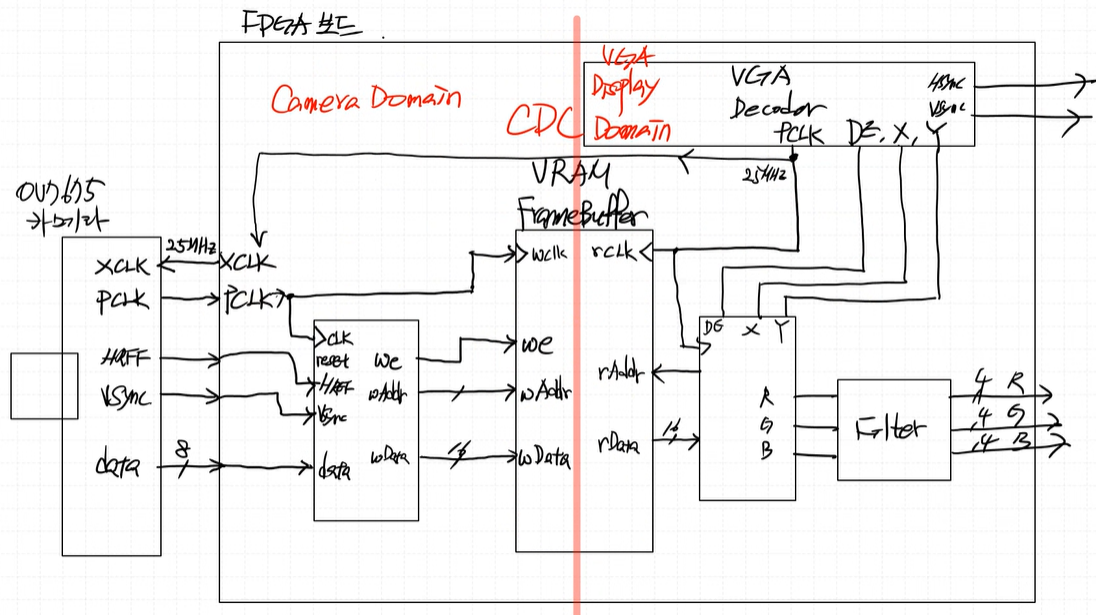 FPGA 보드
Camera Domain
CDC
VGA
Display
Domain
VGA
Decoder
PCLK
DE, X, Y
HSync
VSync
25MHz
VRAM
FrameBuffer
OV7675
카메라
25MHz
XCLK
XCLK
PCLK
PCLK
HREF
VSync
data
8
CLK
reset
HREF
VSync
data
we
wAddr
wData
16
wclk
we
wAddr
wData
rCLK
rAddr
rData
16
DE X Y
R
G
B
Filter
4 R
4 G
4 B